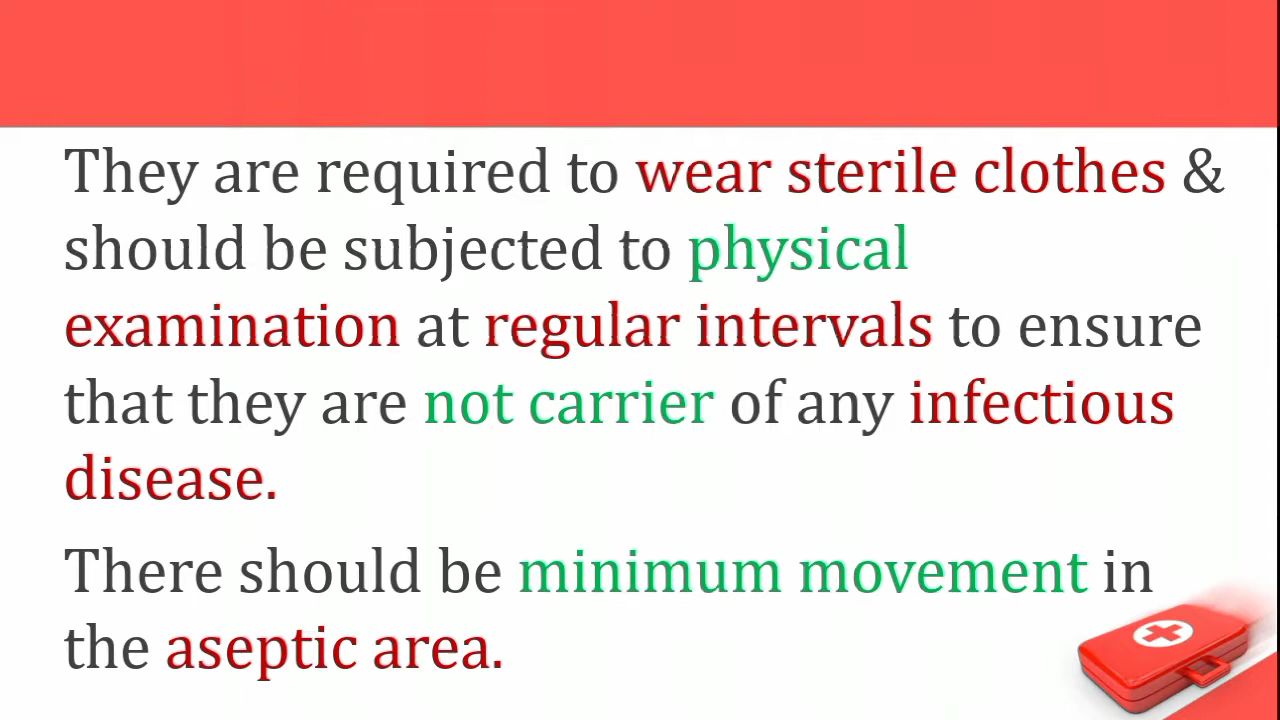 They are required to wear sterile clothes &
should be subjected to physical
examination at regular intervals to ensure
that they are not carrier of any infectious
disease.
There should be minimum movement in
the aseptic area.